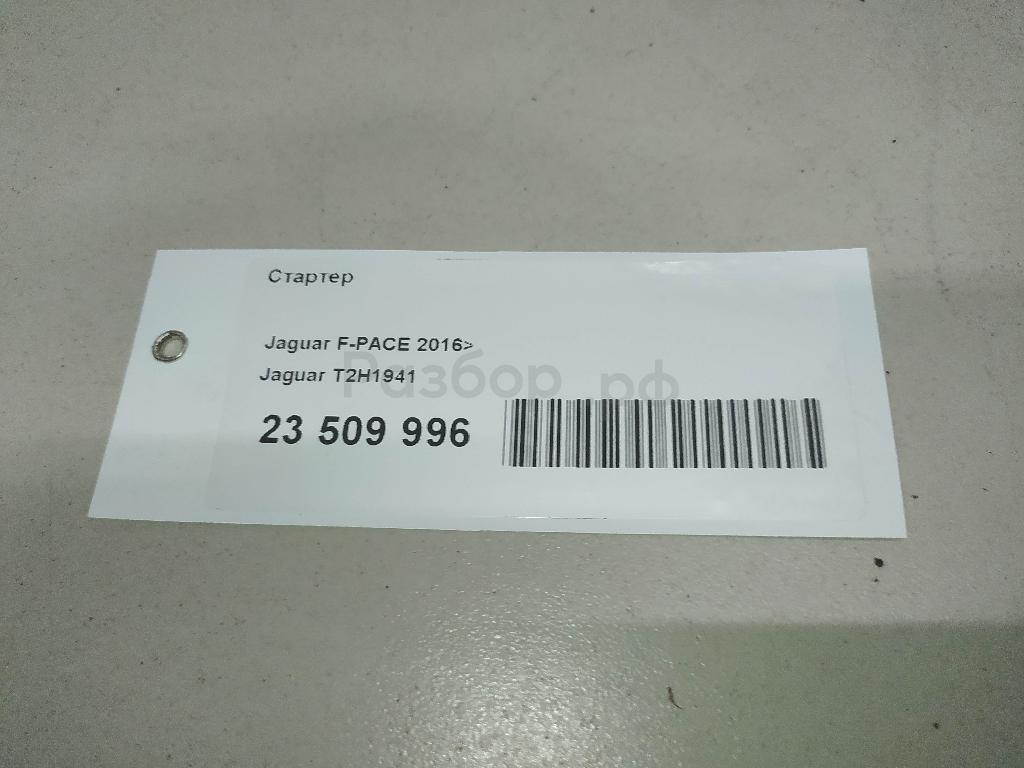 Стартер
Jaguar F-PACE 2016>
Jaguar T2H1941
Разбор.рф
23 509 996